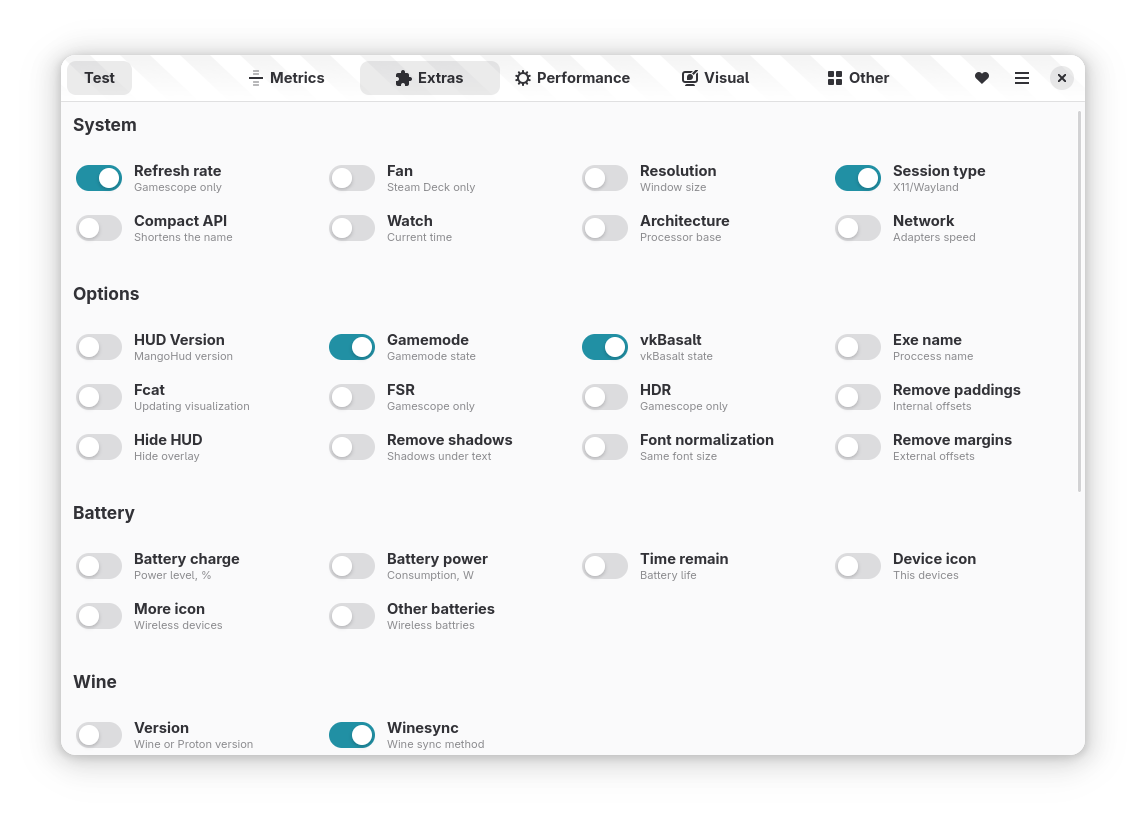 Test
Metrics
Extras
Performance
Visual
Other
System
Refresh rate
Gamescope only
Fan
Steam Deck only
Resolution
Window size
Session type
X11/Wayland
Compact API
Shortens the name
Watch
Current time
Architecture
Processor base
Network
Adapters speed
Options
HUD Version
MangoHud version
Gamemode
Gamemode state
vkBasalt
vkBasalt state
Exe name
Proccess name
Fcat
Updating visualization
FSR
Gamescope only
HDR
Gamescope only
Remove paddings
Internal offsets
Hide HUD
Hide overlay
Remove shadows
Shadows under text
Font normalization
Same font size
Remove margins
External offsets
Battery
Battery charge
Power level, %
Battery power
Consumption, W
Time remain
Battery life
Device icon
This devices
More icon
Wireless devices
Other batteries
Wireless battries
Wine
Version
Wine or Proton version
Winesync
Wine sync method